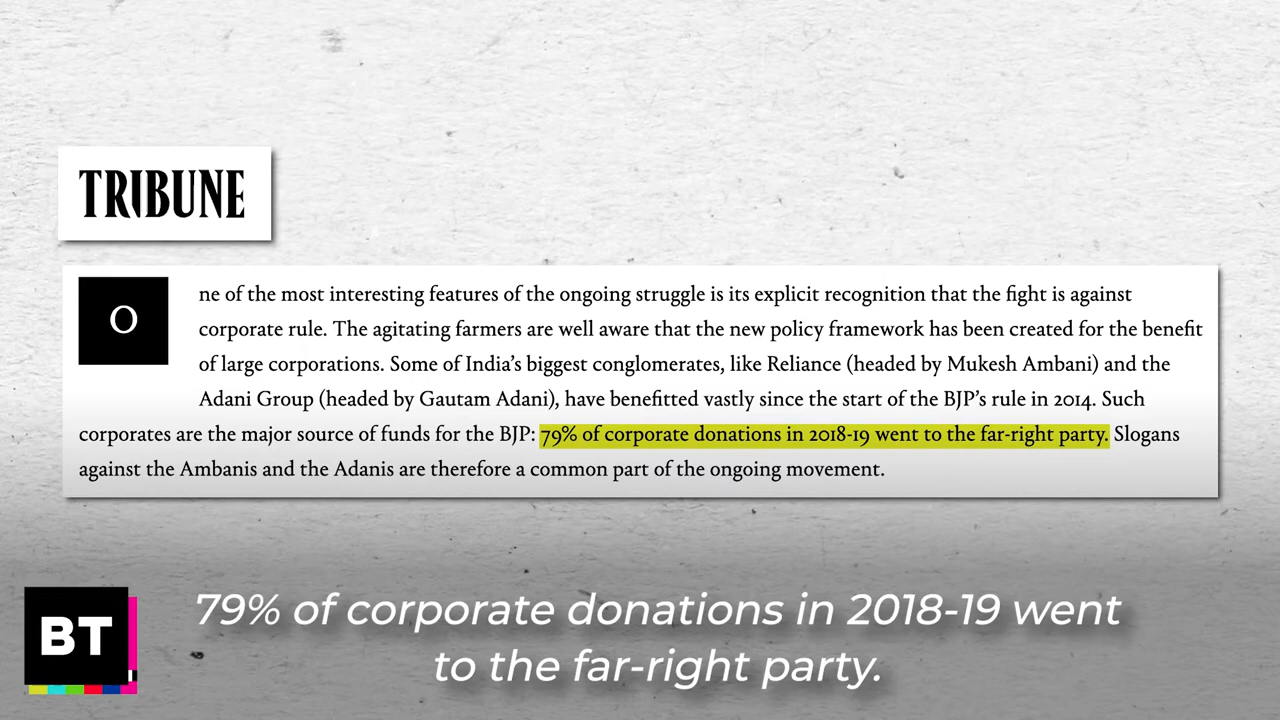 TRIBUNE
One of the most interesting features of the ongoing struggle is its explicit recognition that the fight is against
corporate rule. The agitating farmers are well aware that the new policy framework has been created for the benefit
of large corporations. Some of India’s biggest conglomerates, like Reliance (headed by Mukesh Ambani) and the
Adani Group (headed by Gautam Adani), have benefitted vastly since the start of the BJP’s rule in 2014. Such
corporates are the major source of funds for the BJP: 79% of corporate donations in 2018-19 went to the far-right party. Slogans
against the Ambanis and the Adanis are therefore a common part of the ongoing movement.
BT
79% of corporate donations in 2018-19 went
to the far-right party.